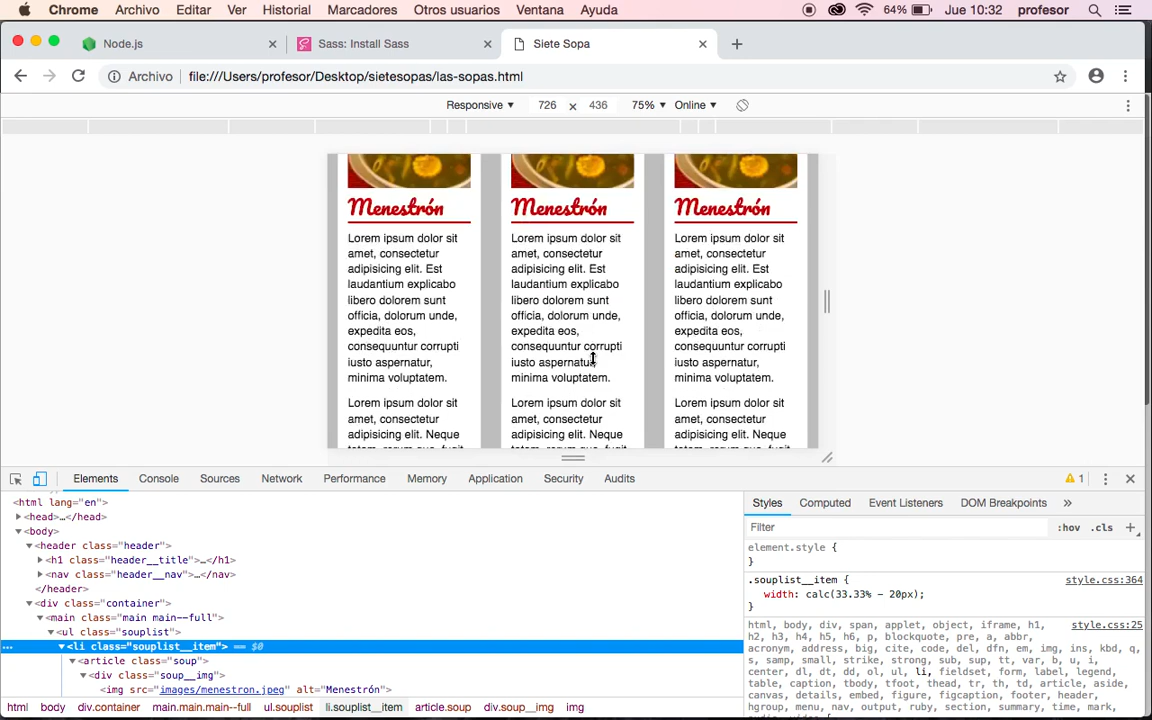 Chrome Archivo Editar Ver Historial Marcadores Otros usuarios Ventana Ayuda 64% Jue 10:32 profesor
Node.js Sass: Install Sass Siete Sopa
Archivo file:///Users/profesor/Desktop/sietesopas/las-sopas.html
Responsive 726 × 436 75% Online
Menestrón Menestrón Menestrón
Lorem ipsum dolor sit Lorem ipsum dolor sit Lorem ipsum dolor sit
amet, consectetur amet, consectetur amet, consectetur
adipisicing elit. Est adipisicing elit. Est adipisicing elit. Est
laudantium explicabo laudantium explicabo laudantium explicabo
libero dolorem sunt libero dolorem sunt libero dolorem sunt
officia, dolorum unde, officia, dolorum unde, officia, dolorum unde,
expedita eos, expedita eos, expedita eos,
consequuntur corrupti consequuntur corrupti consequuntur corrupti
iusto aspernatur, iusto aspernatur, iusto aspernatur,
minima voluptatem. minima voluptatem. minima voluptatem.
Lorem ipsum dolor sit Lorem ipsum dolor sit Lorem ipsum dolor sit
amet, consectetur amet, consectetur amet, consectetur
adipisicing elit. Neque adipisicing elit. Neque adipisicing elit. Neque
Elements Console Sources Network Performance Memory Application Security Audits 1
<html lang="en">
<head>…</head>
<body>
<header class="header">
<h1 class="header__title">…</h1>
<nav class="header__nav">…</nav>
</header>
<div class="container">
<main class="main main--full">
<ul class="souplist">
<li class="souplist__item"> == $0
<article class="soup">
<div class="soup__img">
<img src="images/menestron.jpeg" alt="Menestrón">
html body div.container main.main.main--full ul.souplist li.souplist__item article.soup div.soup__img img
Styles Computed Event Listeners DOM Breakpoints »
Filter :hov .cls +
element.style {
}
.souplist__item { style.css:364
width: calc(33.33% - 20px);
}
html, body, div, span, applet, object, iframe, h1, style.css:25
h2, h3, h4, h5, h6, p, blockquote, pre, a, abbr,
acronym, address, big, cite, code, del, dfn, em, img, ins, kbd, q,
s, samp, small, strike, strong, sub, sup, tt, var, b, u, i,
center, dl, dt, dd, ol, ul, li, fieldset, form, label, legend,
table, caption, tbody, tfoot, thead, tr, th, td, article, aside,
canvas, details, embed, figure, figcaption, footer, header,
hgroup, menu, nav, output, ruby, section, summary, time, mark,